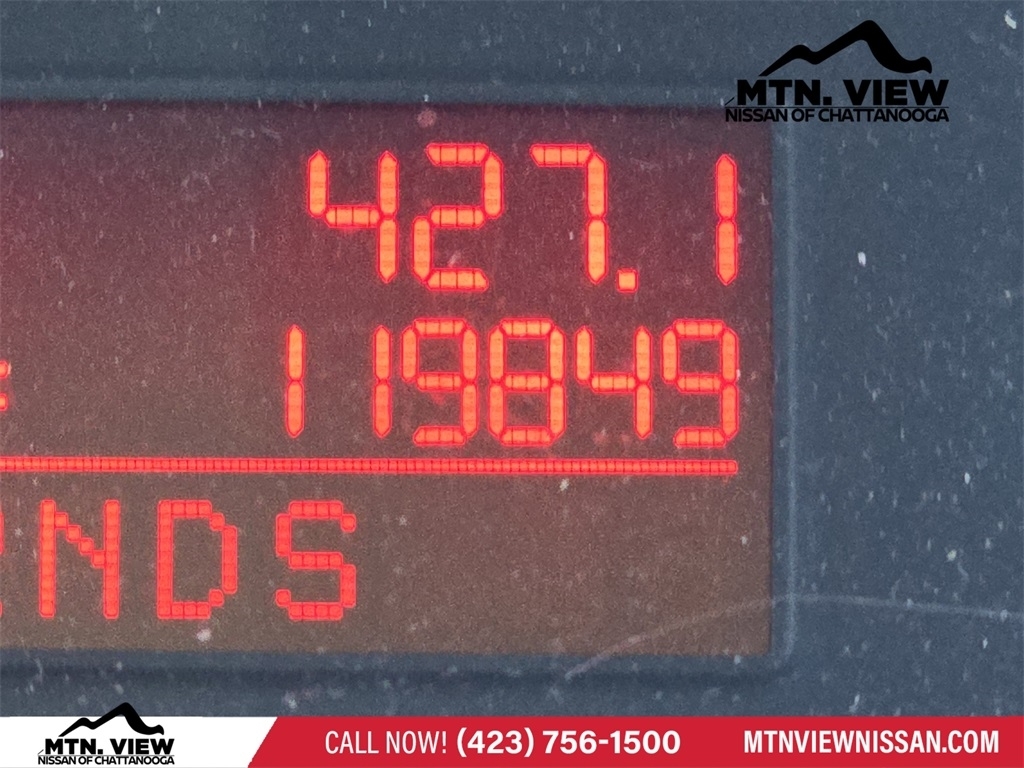 MTN. VIEW
NISSAN OF CHATTANOOGA
427.1
119849
NDS
MTN. VIEW
NISSAN OF CHATTANOOGA
CALL NOW! (423) 756-1500
MTNVIEWNISSAN.COM